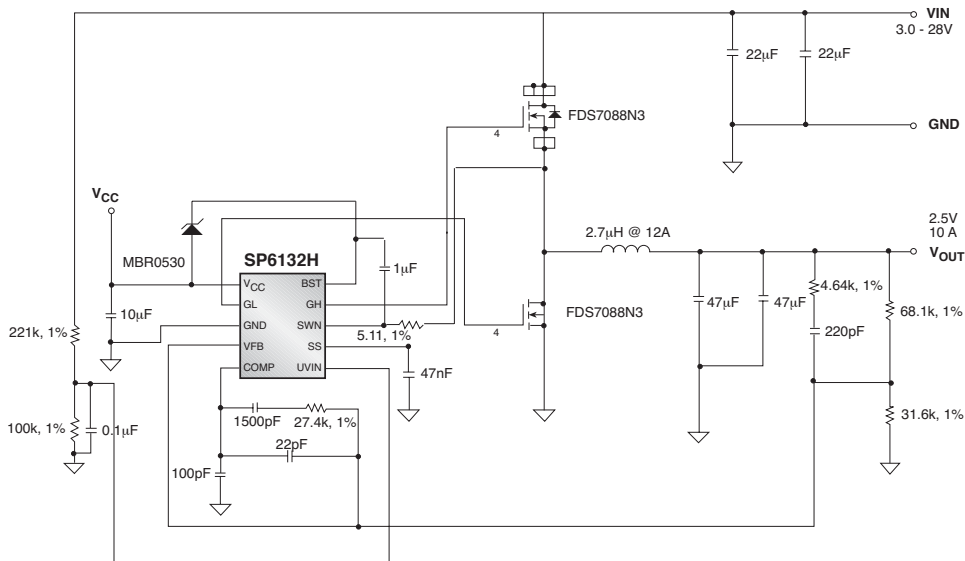 VIN
3.0 - 28V
22μF
22μF
FDS7088N3
4
GND
VCC
2.5V
10 A
2.7μH @ 12A
VOUT
MBR0530
SP6132H
1μF
VCC
BST
GL
GH
GND
SWN
VFB
SS
COMP
UVIN
10μF
5.11, 1%
4
FDS7088N3
47μF
47μF
4.64k, 1%
68.1k, 1%
220pF
221k, 1%
47nF
1500pF
27.4k, 1%
31.6k, 1%
100k, 1%
0.1μF
22pF
100pF